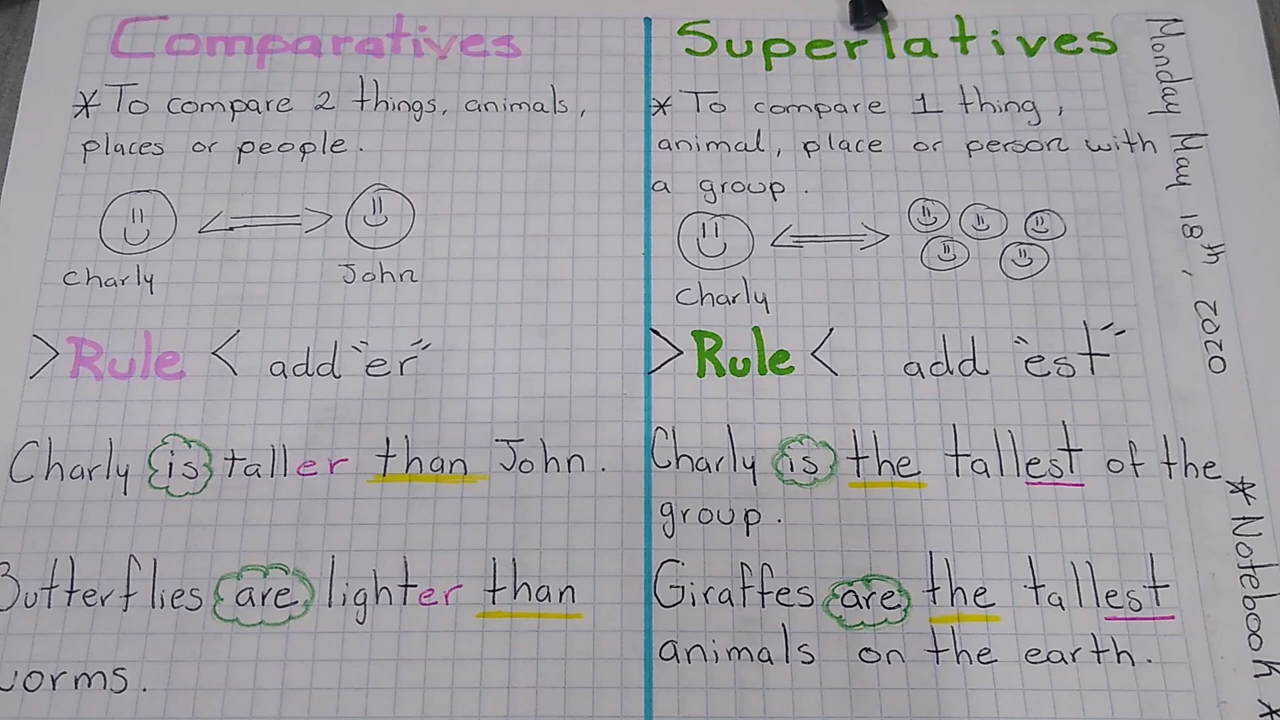 Comparatives
* To compare 2 things, animals,
places or people.
Charly
John
> Rule < add "er"
Charly is taller than John.
Butterflies are lighter than
worms.
Superlatives
* To compare 1 thing,
animal, place or person with
a group.
Charly
> Rule < add "est"
Charly is the tallest of the
group.
Giraffes are the tallest
animals on the earth.
Monday May 18th, 2020
* Notebook *